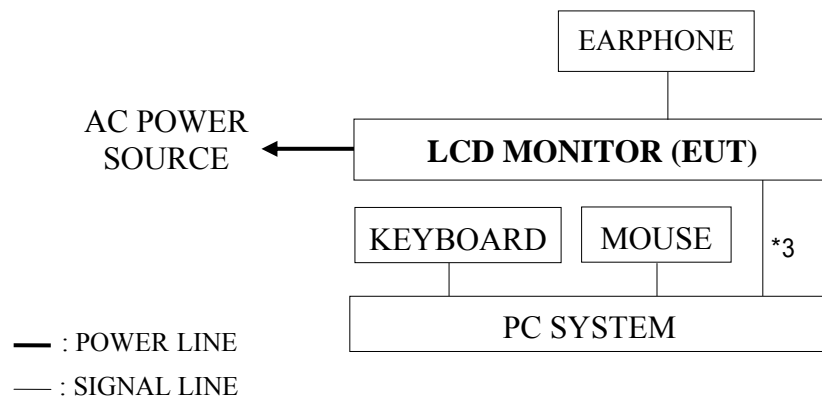 EARPHONE
AC POWER
SOURCE
LCD MONITOR (EUT)
KEYBOARD
MOUSE
*3
PC SYSTEM
: POWER LINE
: SIGNAL LINE